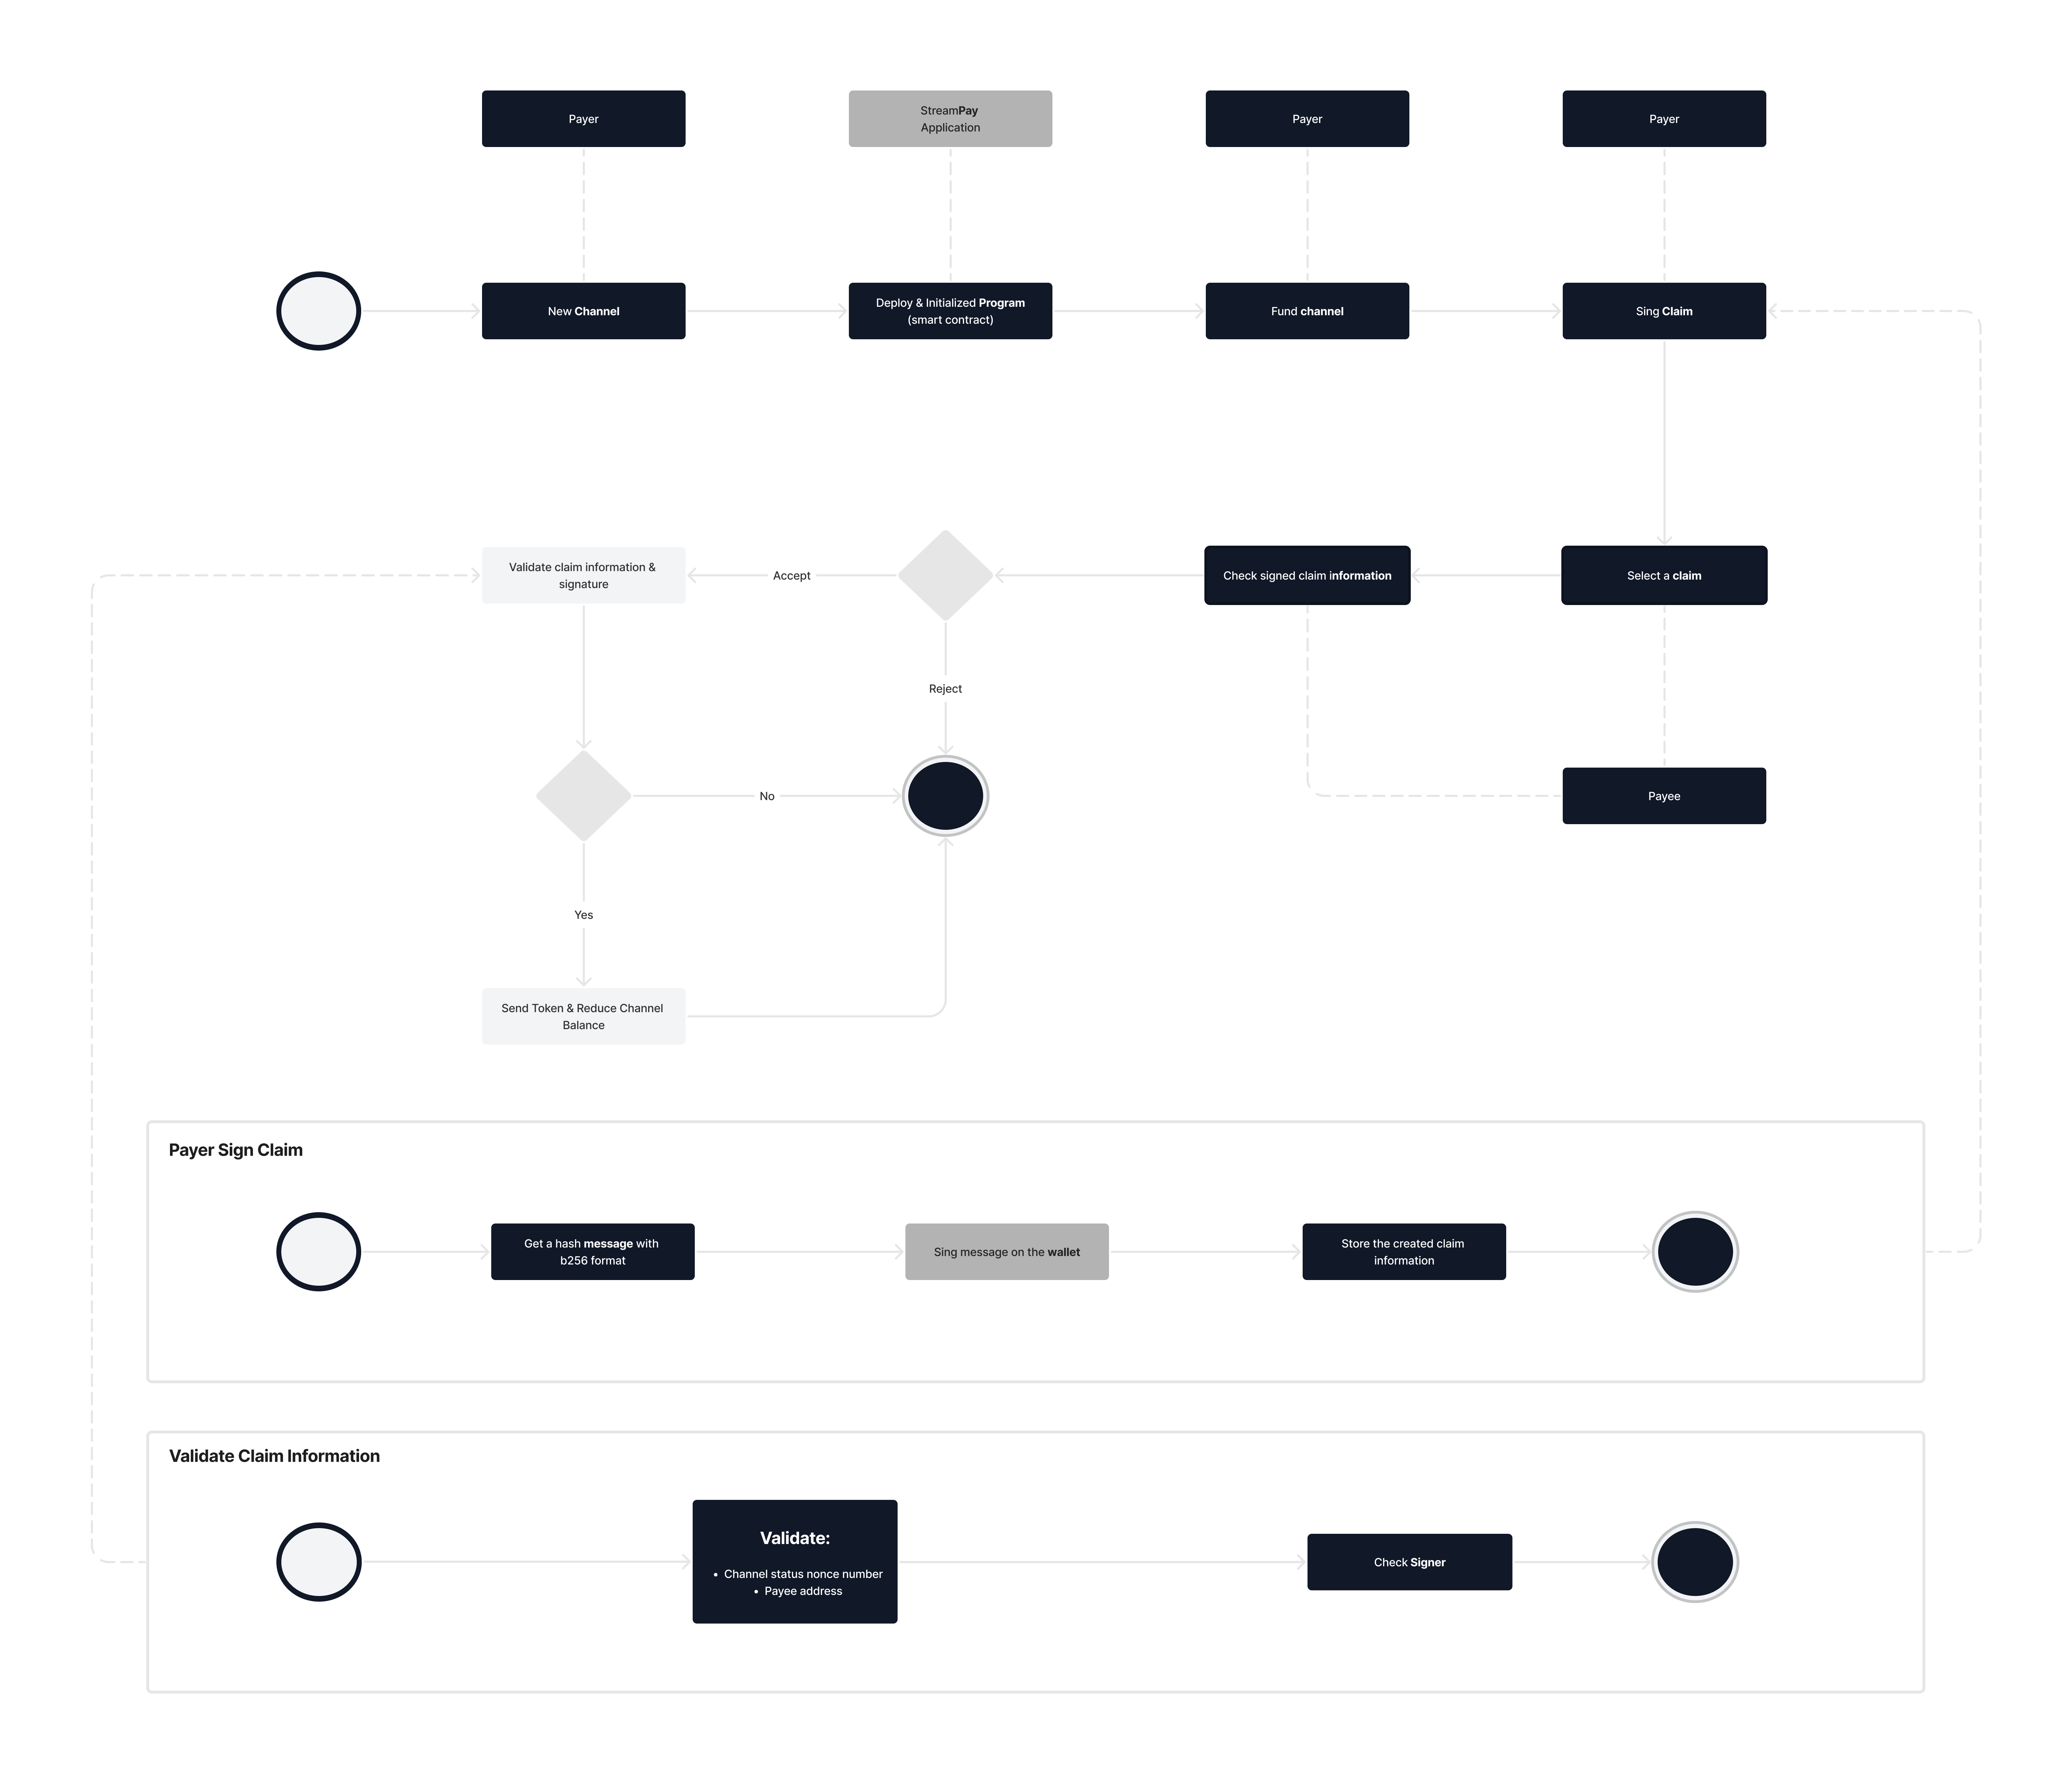 Payer
StreamPay
Application
Payer
Payer
New Channel
Deploy & Initialized Program
(smart contract)
Fund channel
Sing Claim
Validate claim information &
signature
Accept
Check signed claim information
Select a claim
Reject
No
Payee
Yes
Send Token & Reduce Channel
Balance
Payer Sign Claim
Get a hash message with
b256 format
Sing message on the wallet
Store the created claim
information
Validate Claim Information
Validate:
• Channel status nonce number
• Payee address
Check Signer